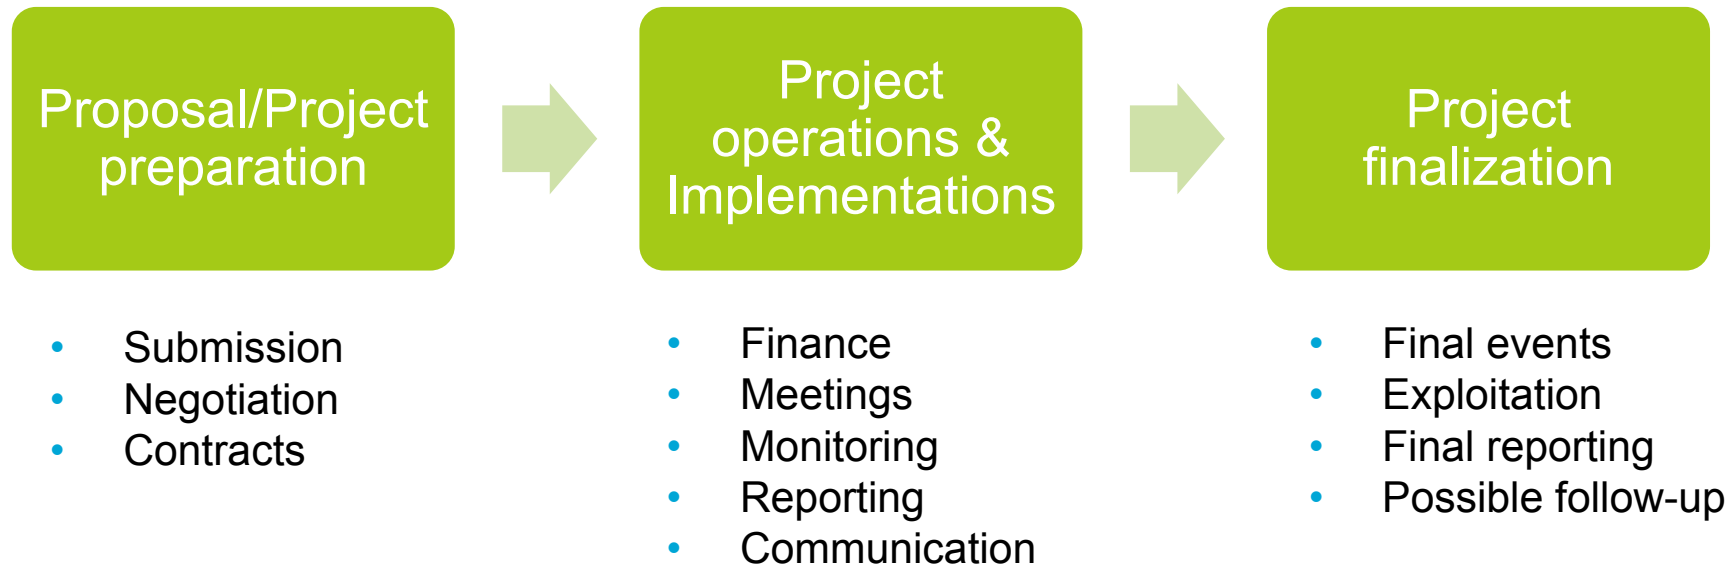 Proposal/Project
preparation
Project
operations &
Implementations
Project
finalization
• Submission
• Negotiation
• Contracts
• Finance
• Meetings
• Monitoring
• Reporting
• Communication
• Final events
• Exploitation
• Final reporting
• Possible follow-up